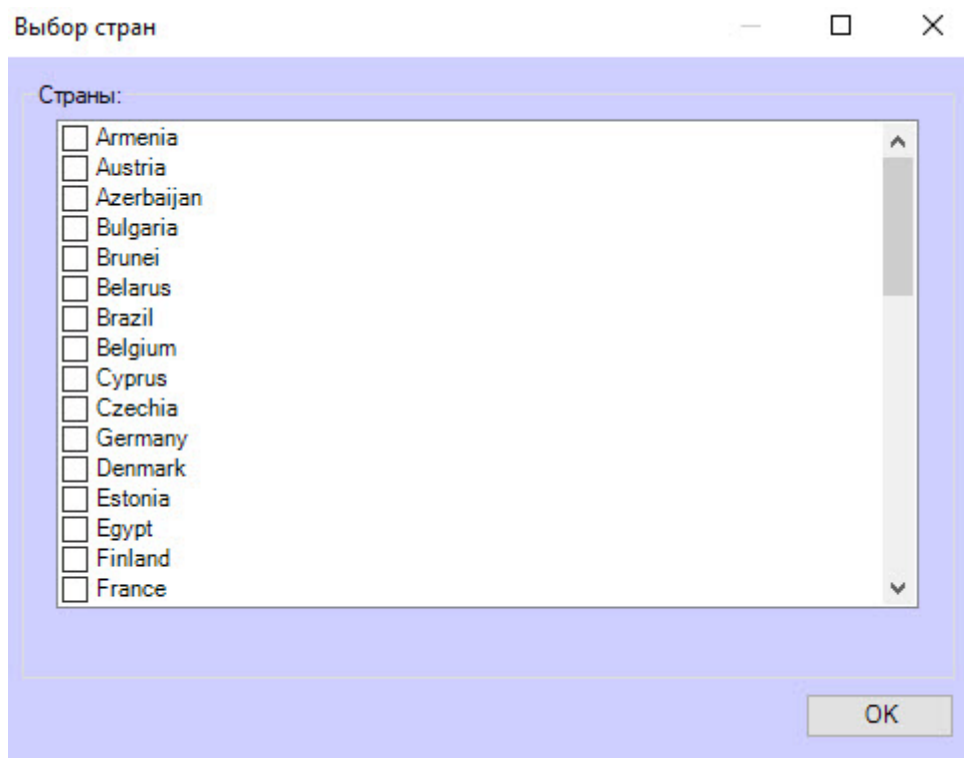 Выбор стран
Страны:
Armenia
Austria
Azerbaijan
Bulgaria
Brunei
Belarus
Brazil
Belgium
Cyprus
Czechia
Germany
Denmark
Estonia
Egypt
Finland
France
OK